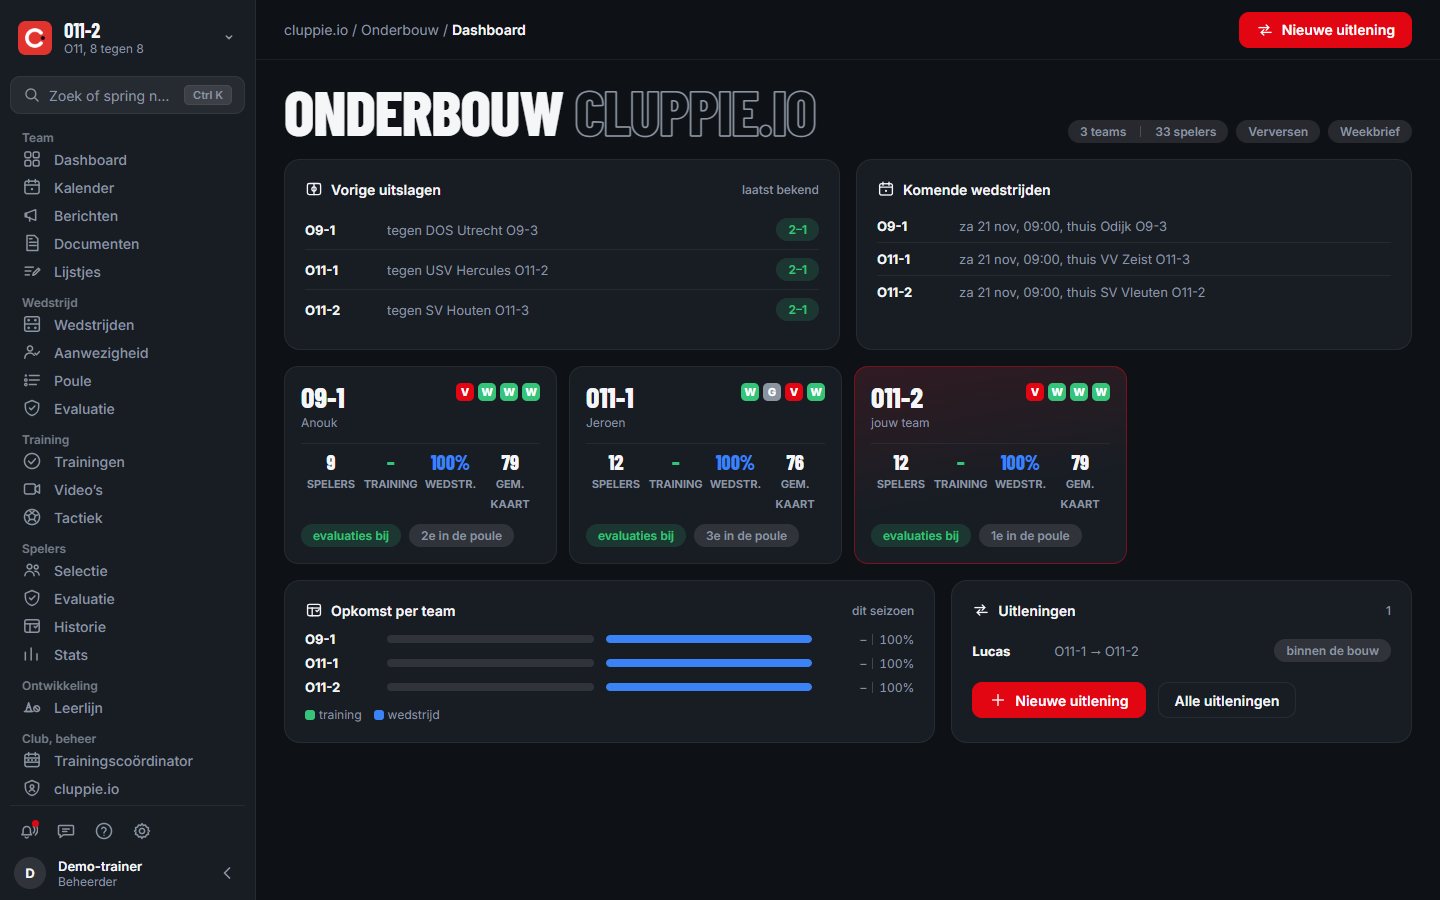 O11-2
O11, 8 tegen 8
Zoek of spring n... Ctrl K
Team
Dashboard
Kalender
Berichten
Documenten
Lijstjes
Wedstrijd
Wedstrijden
Aanwezigheid
Poule
Evaluatie
Training
Trainingen
Video's
Tactiek
Spelers
Selectie
Evaluatie
Historie
Stats
Ontwikkeling
Leerlijn
Club, beheer
Trainingscoördinator
cluppie.io
D
Demo-trainer
Beheerder
cluppie.io / Onderbouw / Dashboard
Nieuwe uitlening
ONDERBOUW CLUPPIE.IO
3 teams 33 spelers Verversen Weekbrief
Vorige uitslagen laatst bekend
O9-1 tegen DOS Utrecht O9-3 2–1
O11-1 tegen USV Hercules O11-2 2–1
O11-2 tegen SV Houten O11-3 2–1
Komende wedstrijden
O9-1 za 21 nov, 09:00, thuis Odijk O9-3
O11-1 za 21 nov, 09:00, thuis VV Zeist O11-3
O11-2 za 21 nov, 09:00, thuis SV Vleuten O11-2
O9-1 V W W W
Anouk
9 – 100% 79
SPELERS TRAINING WEDSTR. GEM.
KAART
evaluaties bij 2e in de poule
O11-1 W G V W
Jeroen
12 – 100% 76
SPELERS TRAINING WEDSTR. GEM.
KAART
evaluaties bij 3e in de poule
O11-2 V W W W
jouw team
12 – 100% 79
SPELERS TRAINING WEDSTR. GEM.
KAART
evaluaties bij 1e in de poule
Opkomst per team dit seizoen
O9-1 – | 100%
O11-1 – | 100%
O11-2 – | 100%
training wedstrijd
Uitleningen 1
Lucas O11-1 → O11-2 binnen de bouw
Nieuwe uitlening Alle uitleningen